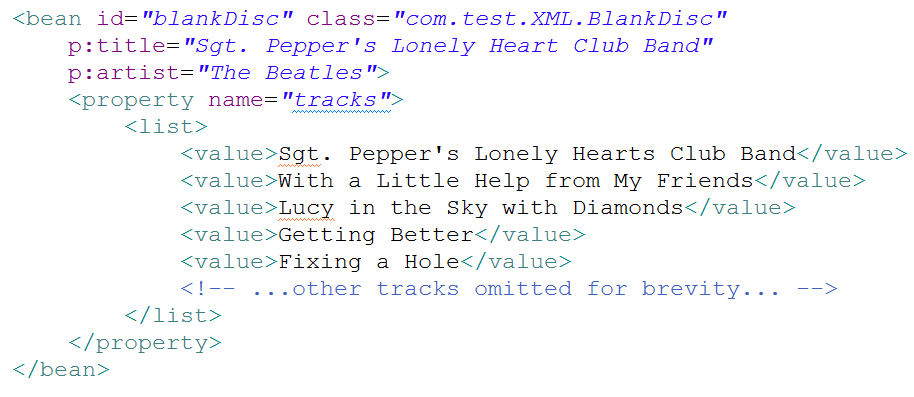 <bean id="blankDisc" class="com.test.XML.BlankDisc"
p:title="Sgt. Pepper's Lonely Heart Club Band"
p:artist="The Beatles">
<property name="tracks">
<list>
<value>Sgt. Pepper's Lonely Hearts Club Band</value>
<value>With a Little Help from My Friends</value>
<value>Lucy in the Sky with Diamonds</value>
<value>Getting Better</value>
<value>Fixing a Hole</value>
<!-- ...other tracks omitted for brevity... -->
</list>
</property>
</bean>